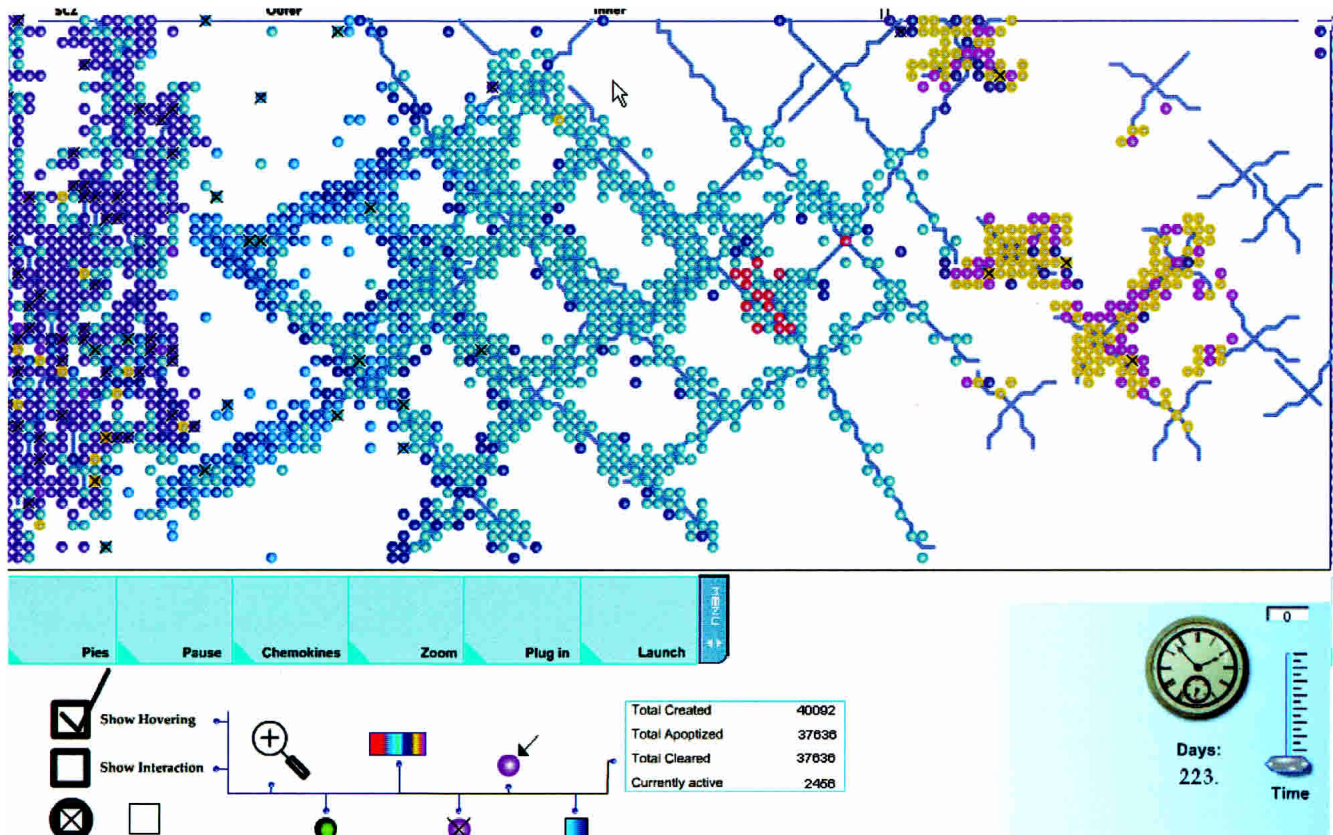 SCZ Outer Inner
Pies Pause Chemokines Zoom Plug in Launch
MENU
0
Show Hovering
Show Interaction
Total Created 40092
Total Apoptized 37636
Total Cleared 37636
Currently active 2456
Days:
223.
Time